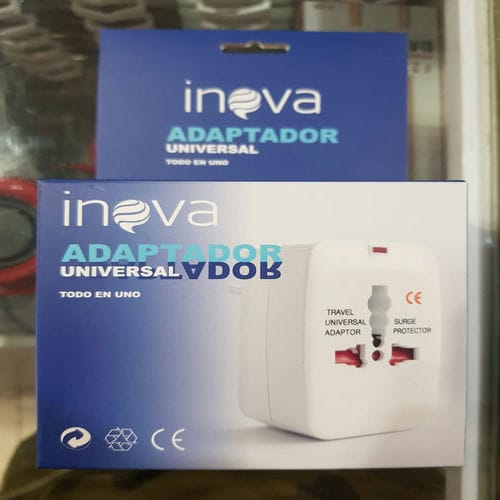 inova
ADAPTADOR
UNIVERSAL
TODO EN UNO
inova
ADAPTADOR
UNIVERSAL
TODO EN UNO
TRAVEL
UNIVERSAL
ADAPTOR
CE
SURGE
PROTECTOR
CE